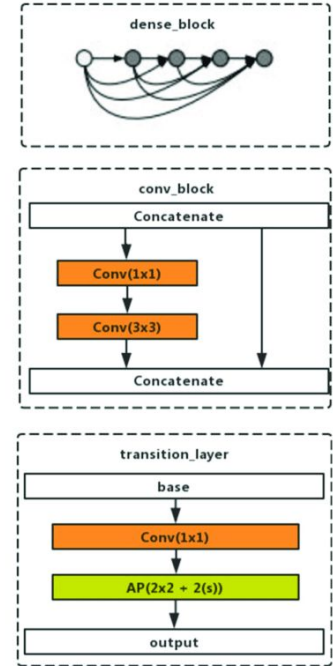 dense_block
conv_block
Concatenate
Conv(1x1)
Conv(3x3)
Concatenate
transition_layer
base
Conv(1x1)
AP(2x2 + 2(s))
output